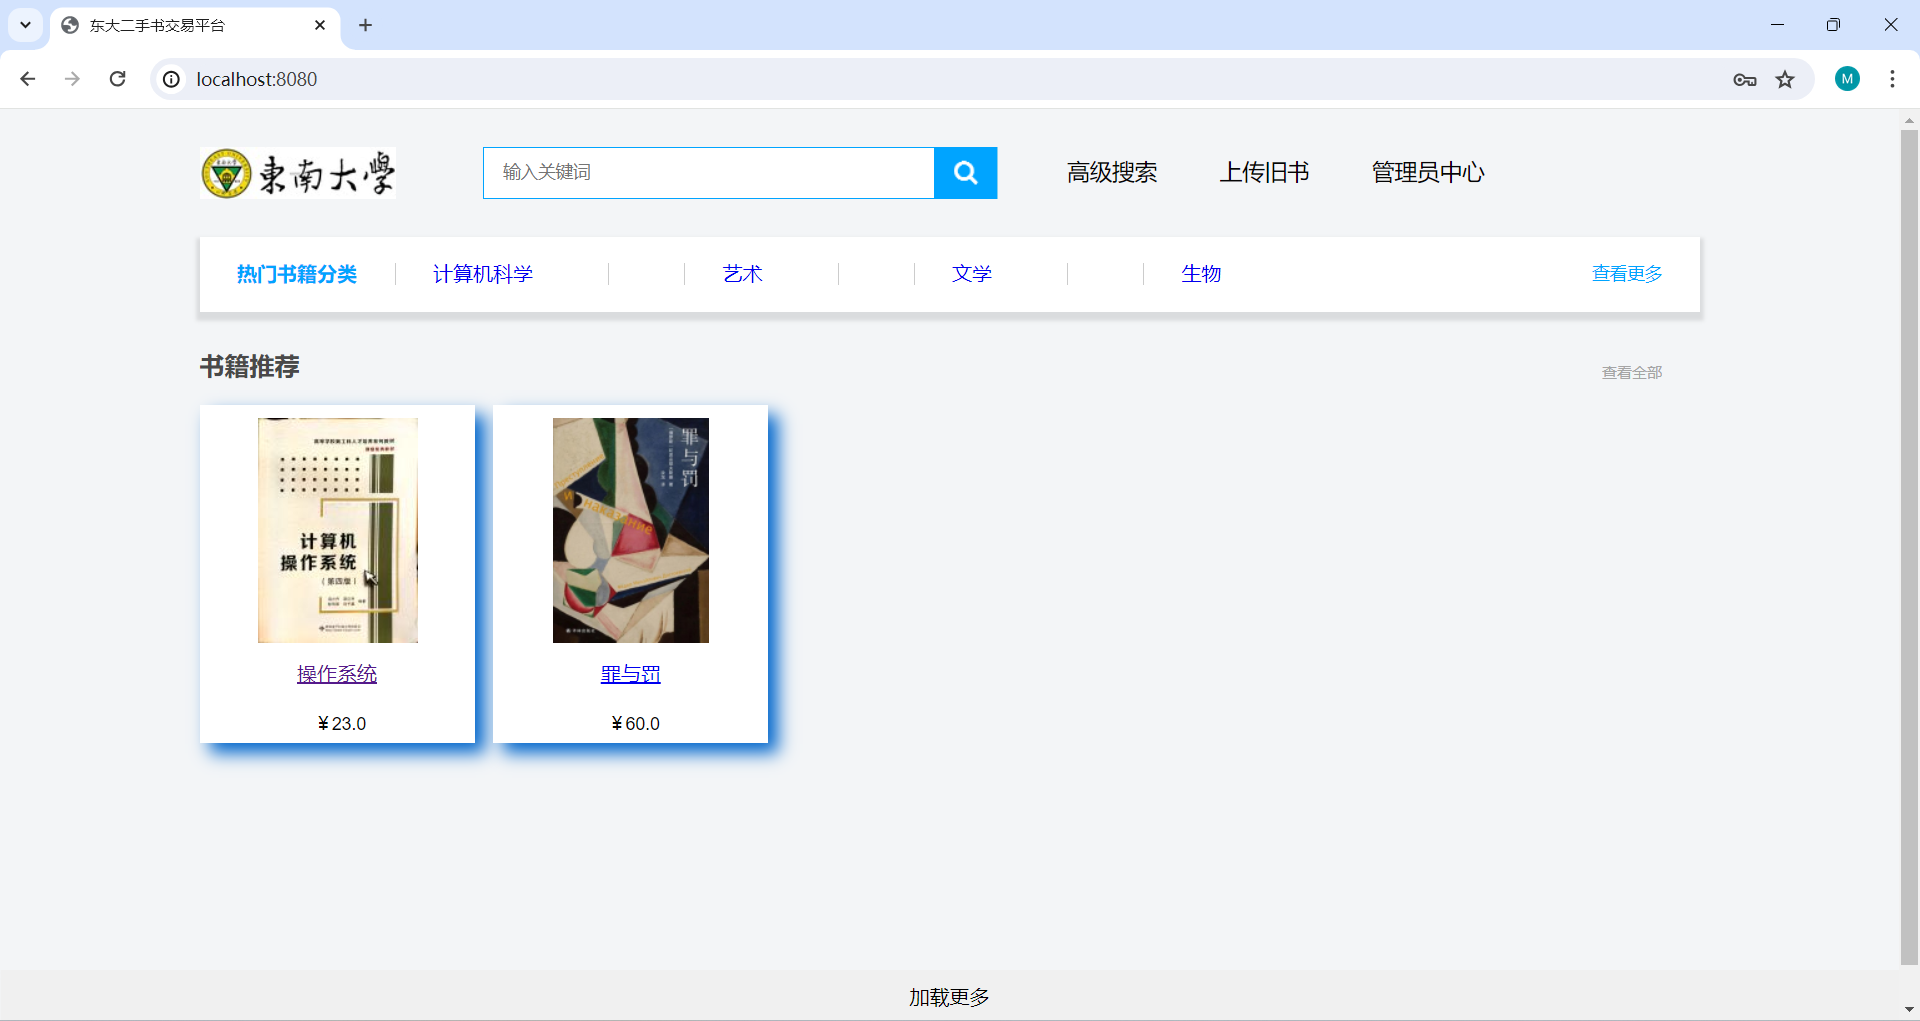 东大二手书交易平台
localhost:8080
M
東南大學
输入关键词
高级搜索
上传旧书
管理员中心
热门书籍分类
计算机科学
艺术
文学
生物
查看更多
书籍推荐
查看全部
计算机
操作系统
(第四版)
罪与罚
И наказание
操作系统
罪与罚
¥23.0
¥60.0
加载更多